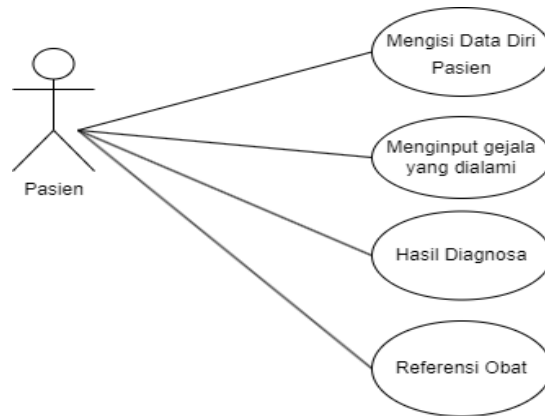 Mengisi Data Diri
Pasien
Menginput gejala
yang dialami
Pasien
Hasil Diagnosa
Referensi Obat